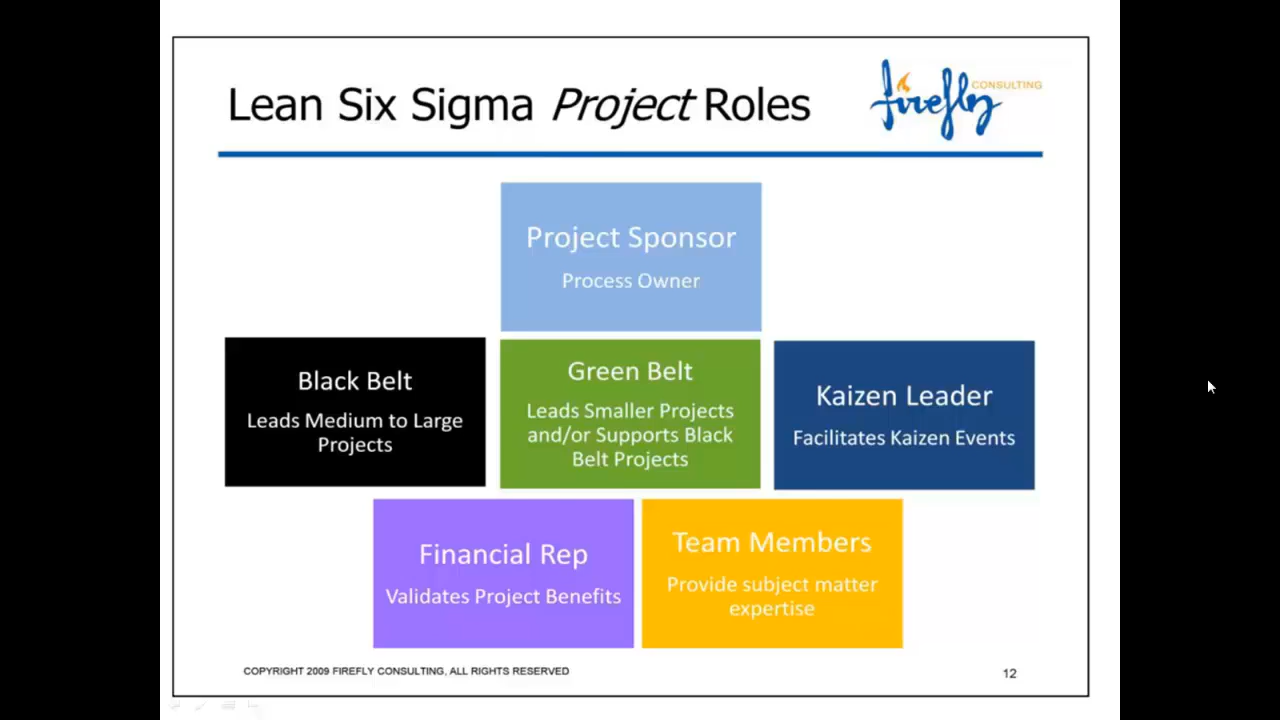 Lean Six Sigma Project Roles
firefly CONSULTING
Project Sponsor
Process Owner
Black Belt
Leads Medium to Large
Projects
Green Belt
Leads Smaller Projects
and/or Supports Black
Belt Projects
Kaizen Leader
Facilitates Kaizen Events
Financial Rep
Validates Project Benefits
Team Members
Provide subject matter
expertise
COPYRIGHT 2009 FIREFLY CONSULTING, ALL RIGHTS RESERVED
12